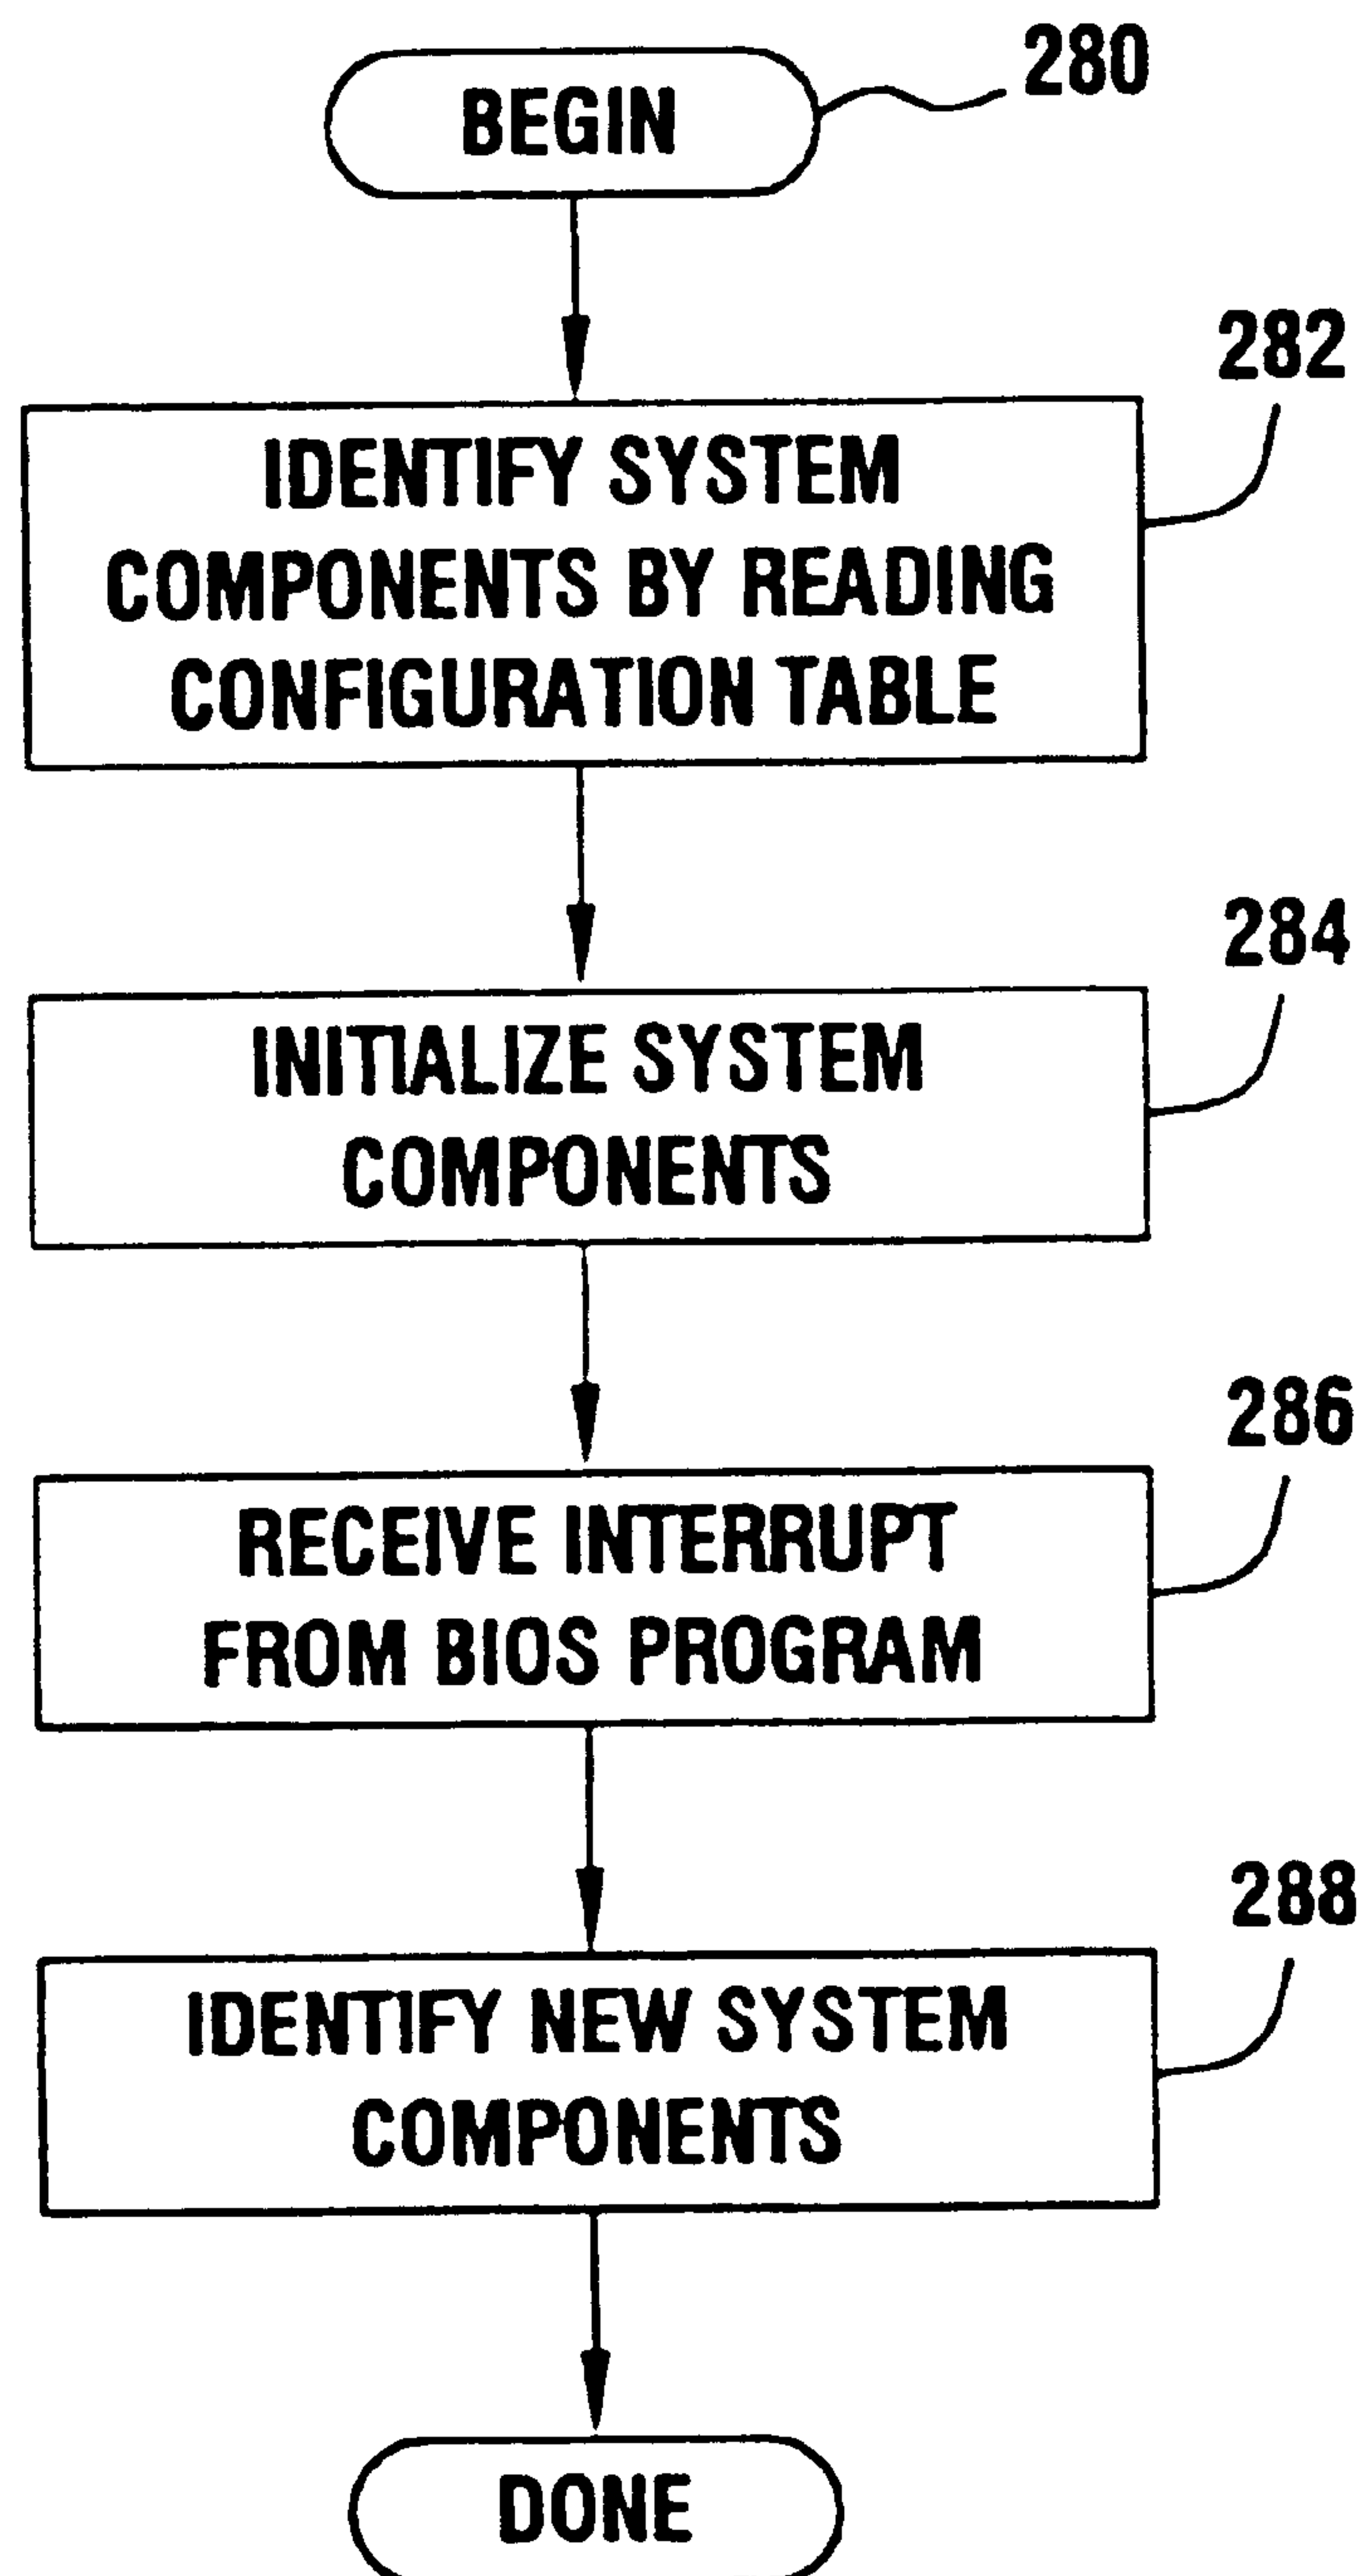 BEGIN
280
282
IDENTIFY SYSTEM
COMPONENTS BY READING
CONFIGURATION TABLE
284
INITIALIZE SYSTEM
COMPONENTS
286
RECEIVE INTERRUPT
FROM BIOS PROGRAM
288
IDENTIFY NEW SYSTEM
COMPONENTS
DONE